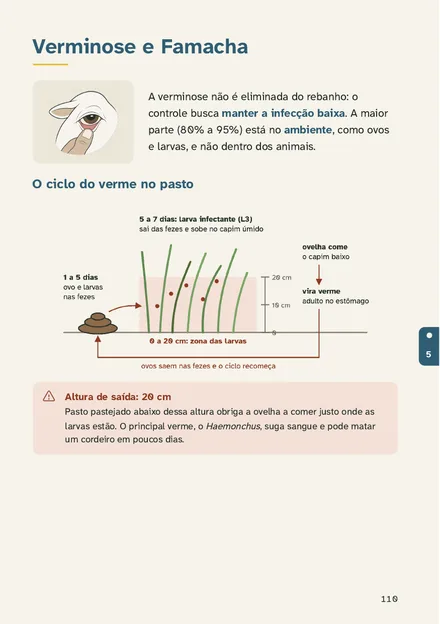 Verminose e Famacha
A verminose não é eliminada do rebanho: o
controle busca manter a infecção baixa. A maior
parte (80% a 95%) está no ambiente, como ovos
e larvas, e não dentro dos animais.
O ciclo do verme no pasto
5 a 7 dias: larva infectante (L3)
sai das fezes e sobe no capim úmido
ovelha come
o capim baixo
1 a 5 dias
ovo e larvas
nas fezes
20 cm
vira verme
adulto no estômago
10 cm
0
0 a 20 cm: zona das larvas
ovos saem nas fezes e o ciclo recomeça
5
Altura de saída: 20 cm
Pasto pastejado abaixo dessa altura obriga a ovelha a comer justo onde as
larvas estão. O principal verme, o Haemonchus, suga sangue e pode matar
um cordeiro em poucos dias.
110